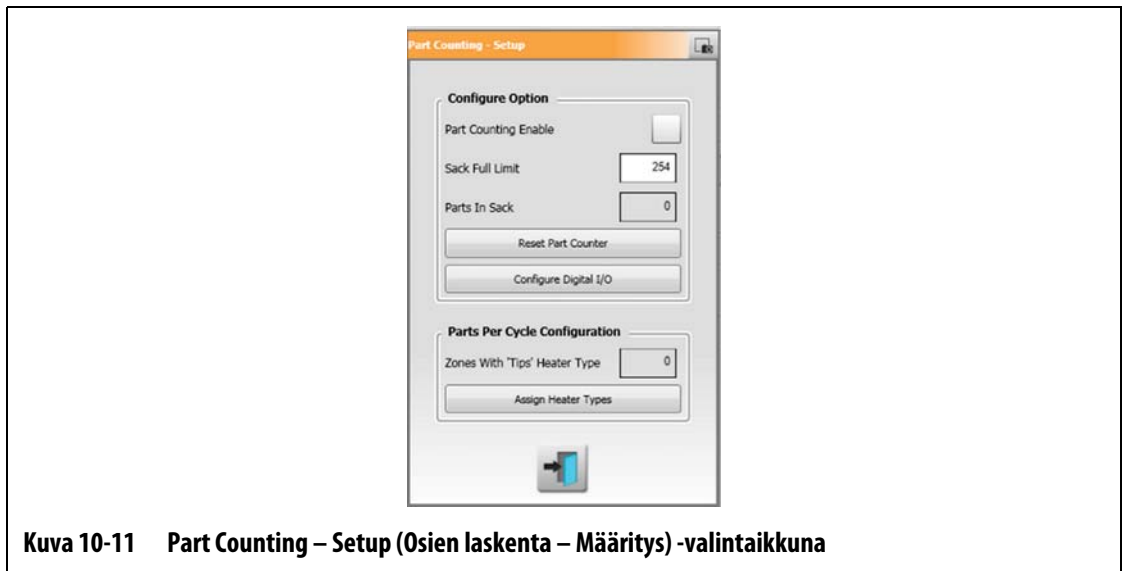 Part Counting - Setup
Configure Option
Part Counting Enable
Sack Full Limit 254
Parts In Sack 0
Reset Part Counter
Configure Digital I/O
Parts Per Cycle Configuration
Zones With 'Tips' Heater Type 0
Assign Heater Types
Kuva 10-11 Part Counting – Setup (Osien laskenta – Määritys) -valintaikkuna